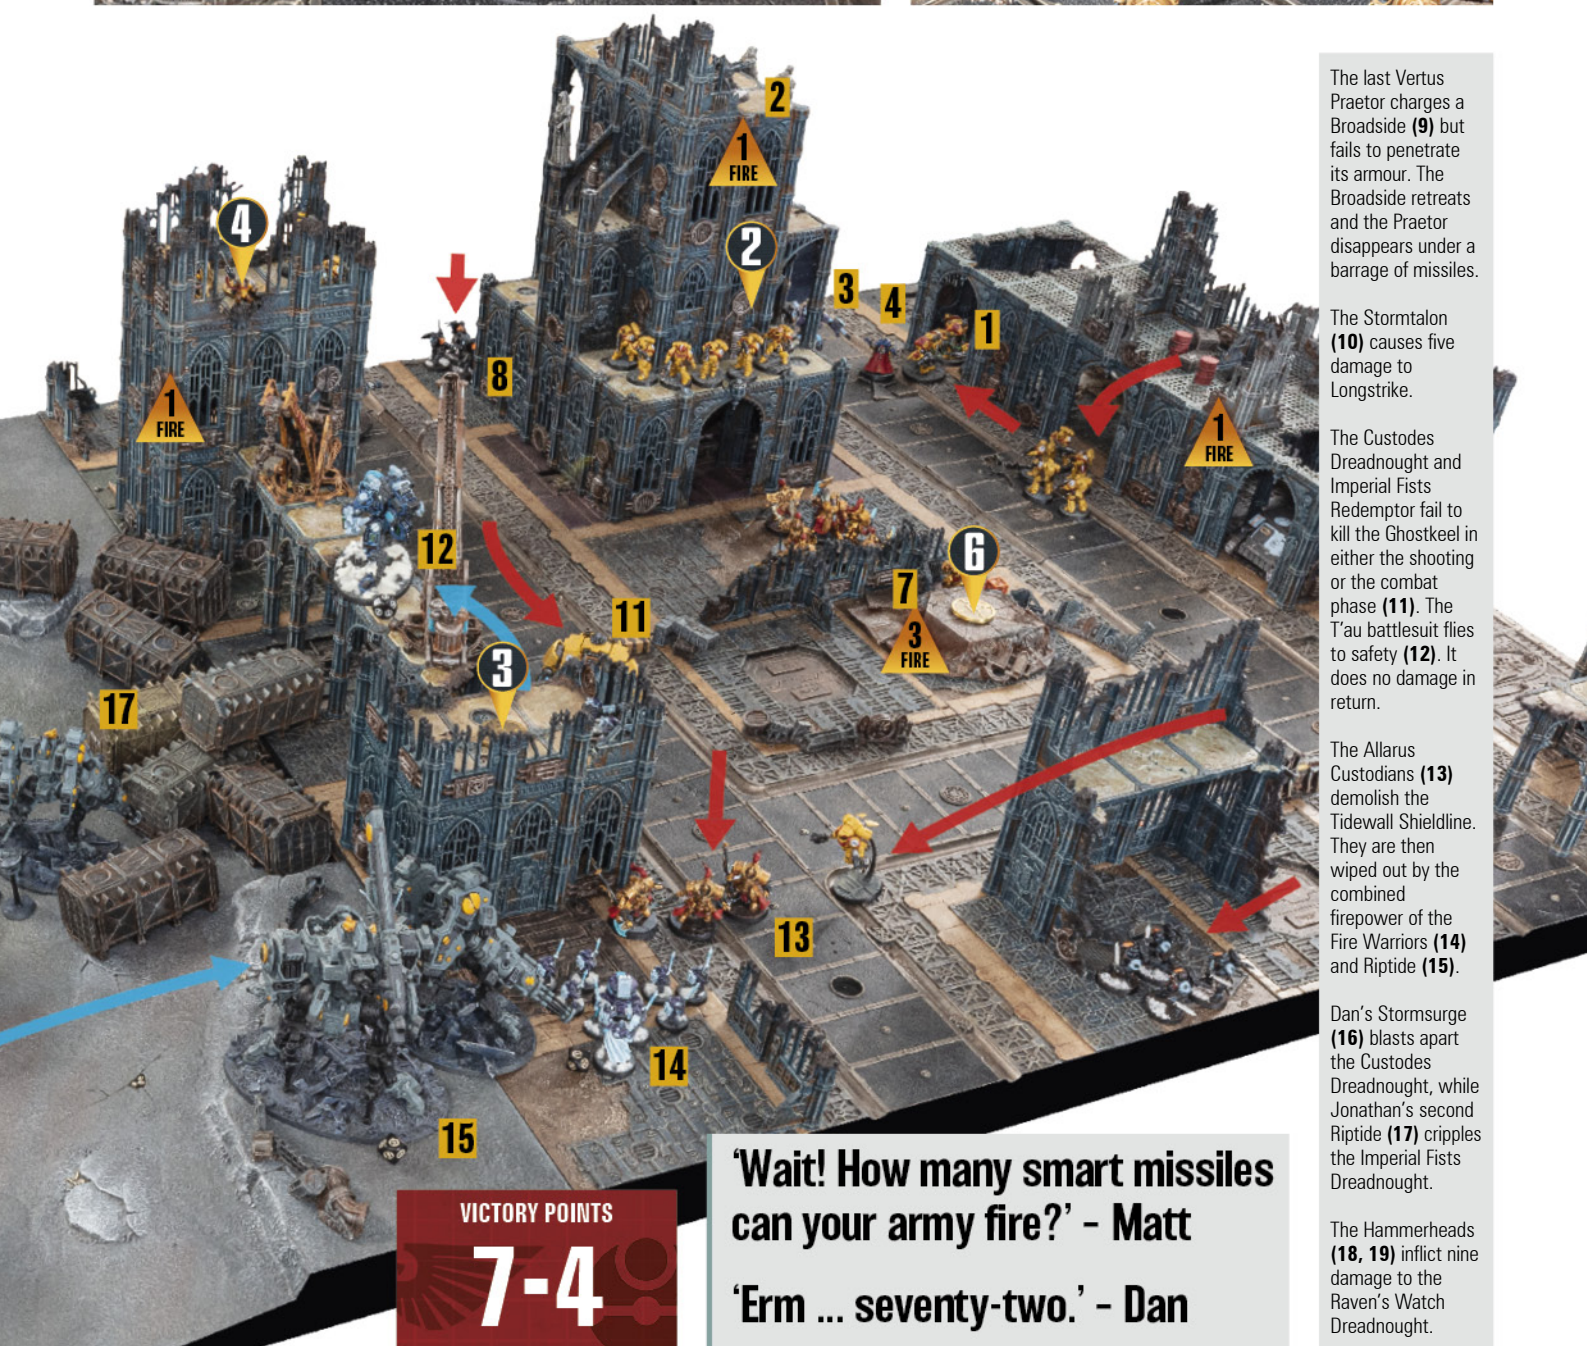 2
1
FIRE
4
2
3
4
1
8
1
FIRE
1
FIRE
12
6
7
11
3
FIRE
3
17
13
14
15
The last Vertus
Praetor charges a
Broadside (9) but
fails to penetrate
its armour. The
Broadside retreats
and the Praetor
disappears under a
barrage of missiles.
The Stormtalon
(10) causes five
damage to
Longstrike.
The Custodes
Dreadnought and
Imperial Fists
Redemptor fail to
kill the Ghostkeel in
either the shooting
or the combat
phase (11). The
T'au battlesuit flies
to safety (12). It
does no damage in
return.
The Allarus
Custodians (13)
demolish the
Tidewall Shieldline.
They are then
wiped out by the
combined
firepower of the
Fire Warriors (14)
and Riptide (15).
Dan's Stormsurge
(16) blasts apart
the Custodes
Dreadnought, while
Jonathan's second
Riptide (17) cripples
the Imperial Fists
Dreadnought.
The Hammerheads
(18, 19) inflict nine
damage to the
Raven's Watch
Dreadnought.
VICTORY POINTS
7-4
'Wait! How many smart missiles
can your army fire?' – Matt
'Erm ... seventy-two.' – Dan